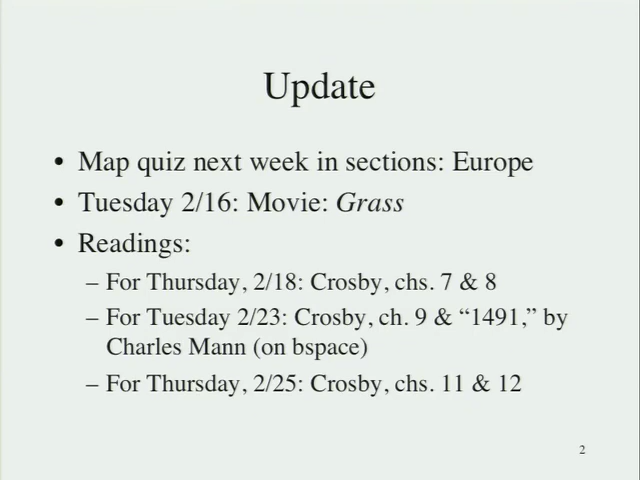 Update
• Map quiz next week in sections: Europe
• Tuesday 2/16: Movie: Grass
• Readings:
– For Thursday, 2/18: Crosby, chs. 7 & 8
– For Tuesday 2/23: Crosby, ch. 9 & “1491,” by
Charles Mann (on bspace)
– For Thursday, 2/25: Crosby, chs. 11 & 12
2